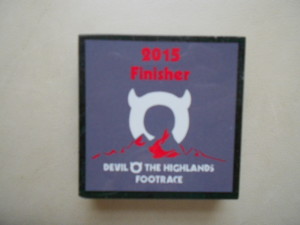 2015
Finisher
DEVIL O THE HIGHLANDS
FOOTRACE